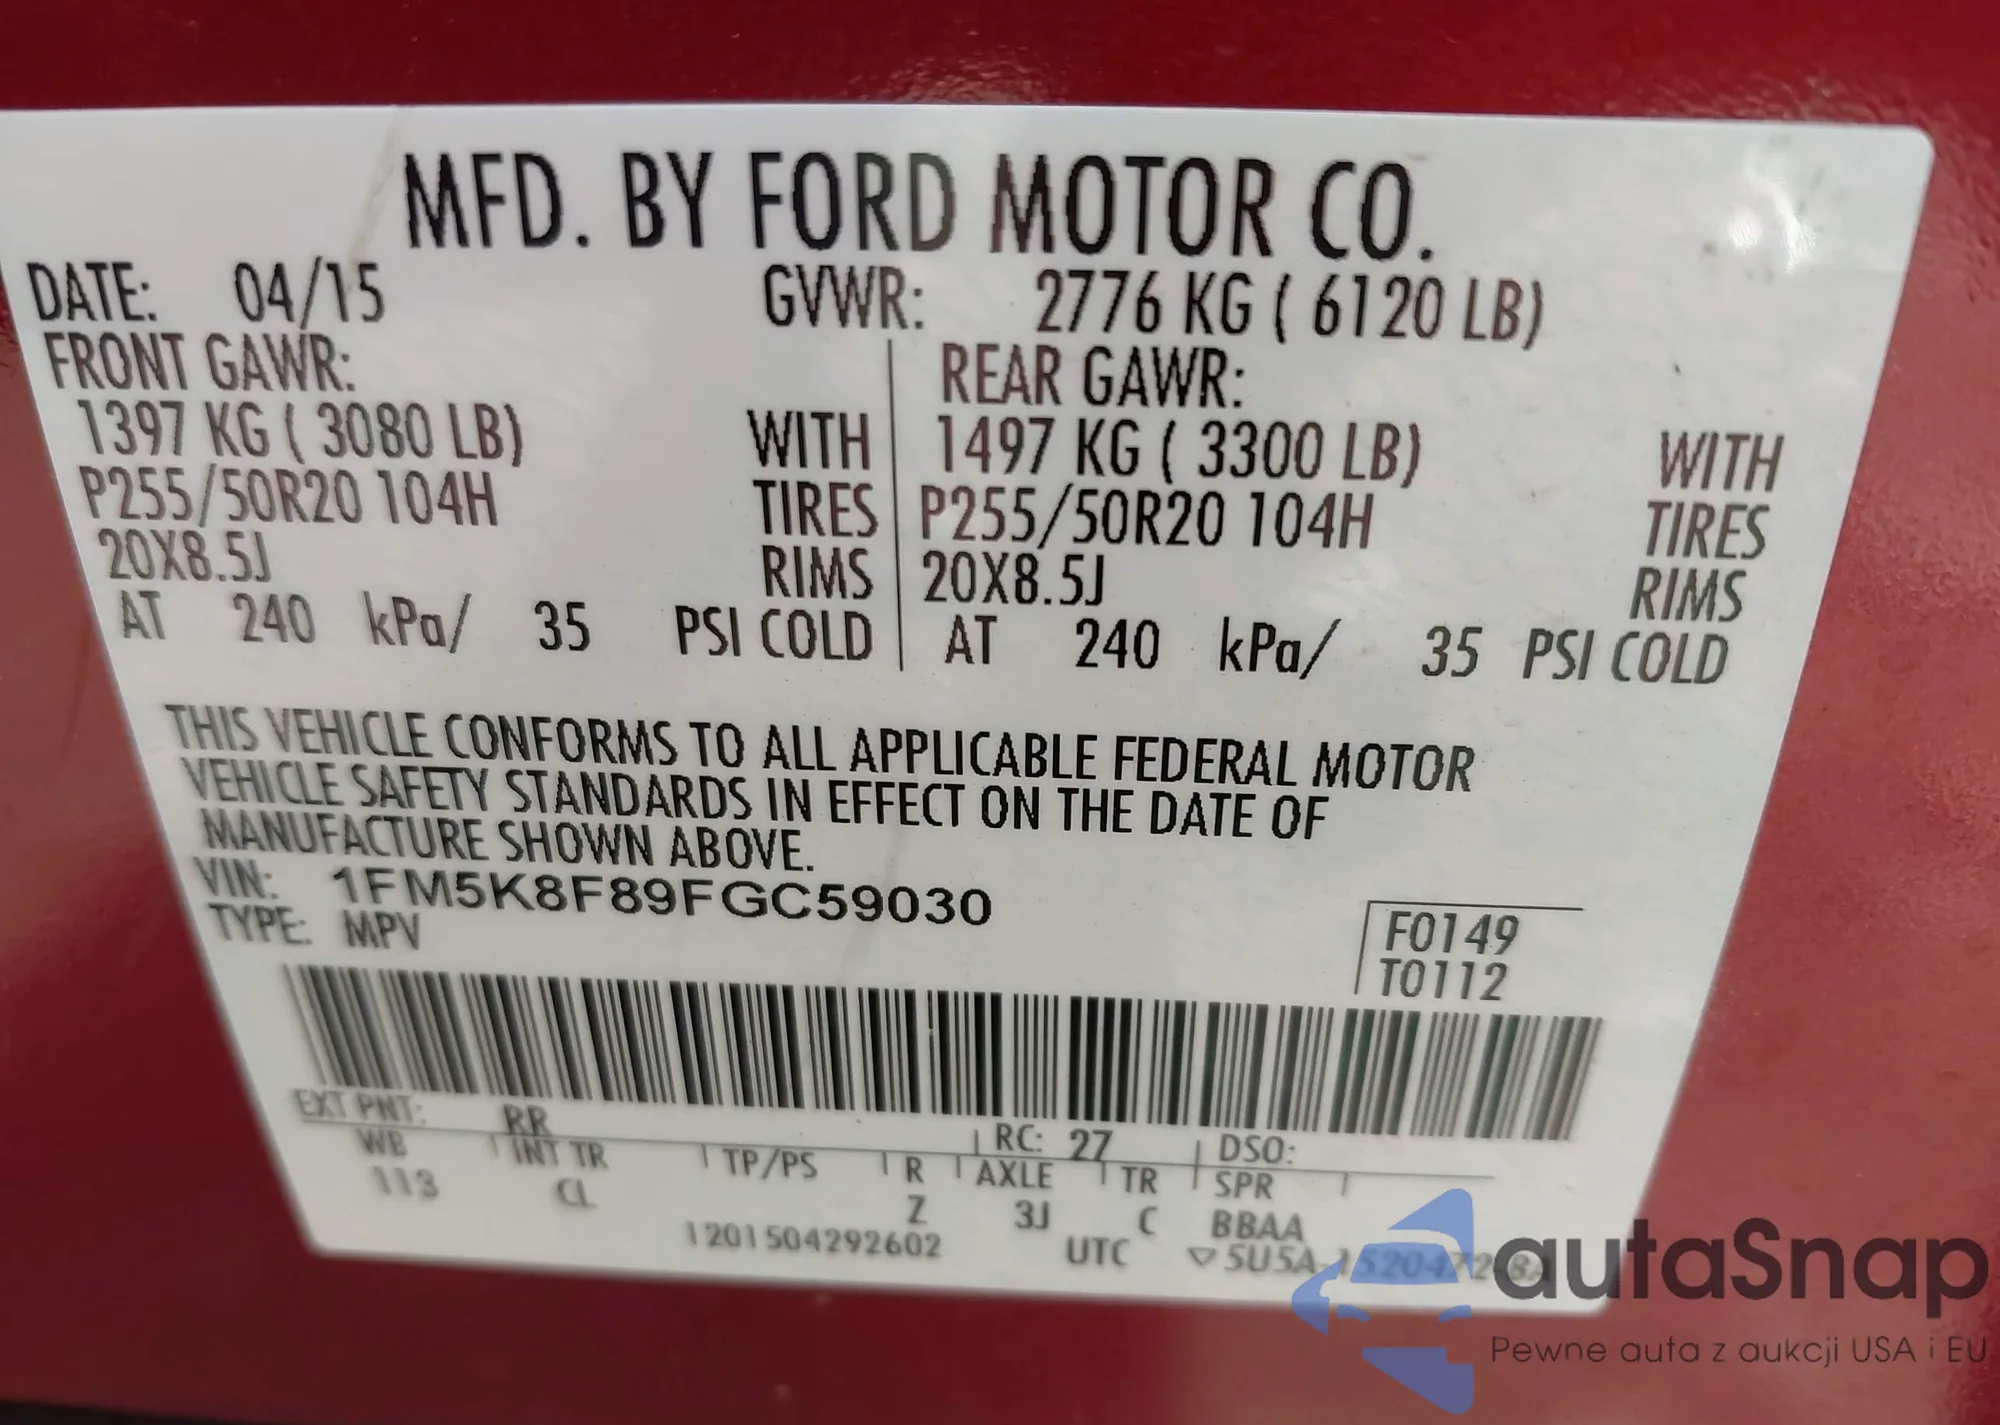 MFD. BY FORD MOTOR CO.
DATE: 04/15 GVWR: 2776 KG ( 6120 LB)
FRONT GAWR: REAR GAWR:
1397 KG ( 3080 LB) WITH 1497 KG ( 3300 LB) WITH
P255/50R20 104H TIRES P255/50R20 104H TIRES
20X8.5J RIMS 20X8.5J RIMS
AT 240 kPa/ 35 PSI COLD AT 240 kPa/ 35 PSI COLD
THIS VEHICLE CONFORMS TO ALL APPLICABLE FEDERAL MOTOR
VEHICLE SAFETY STANDARDS IN EFFECT ON THE DATE OF
MANUFACTURE SHOWN ABOVE.
VIN: 1FM5K8F89FGC59030
TYPE: MPV
F0149
T0112
EXT PNT: RR RC: 27 DSO:
WB INT TR TP/PS R AXLE TR SPR
113 CL Z 3J C BBAA
1201504292602 UTC
autaSnap
Pewne auta z aukcji USA i EU